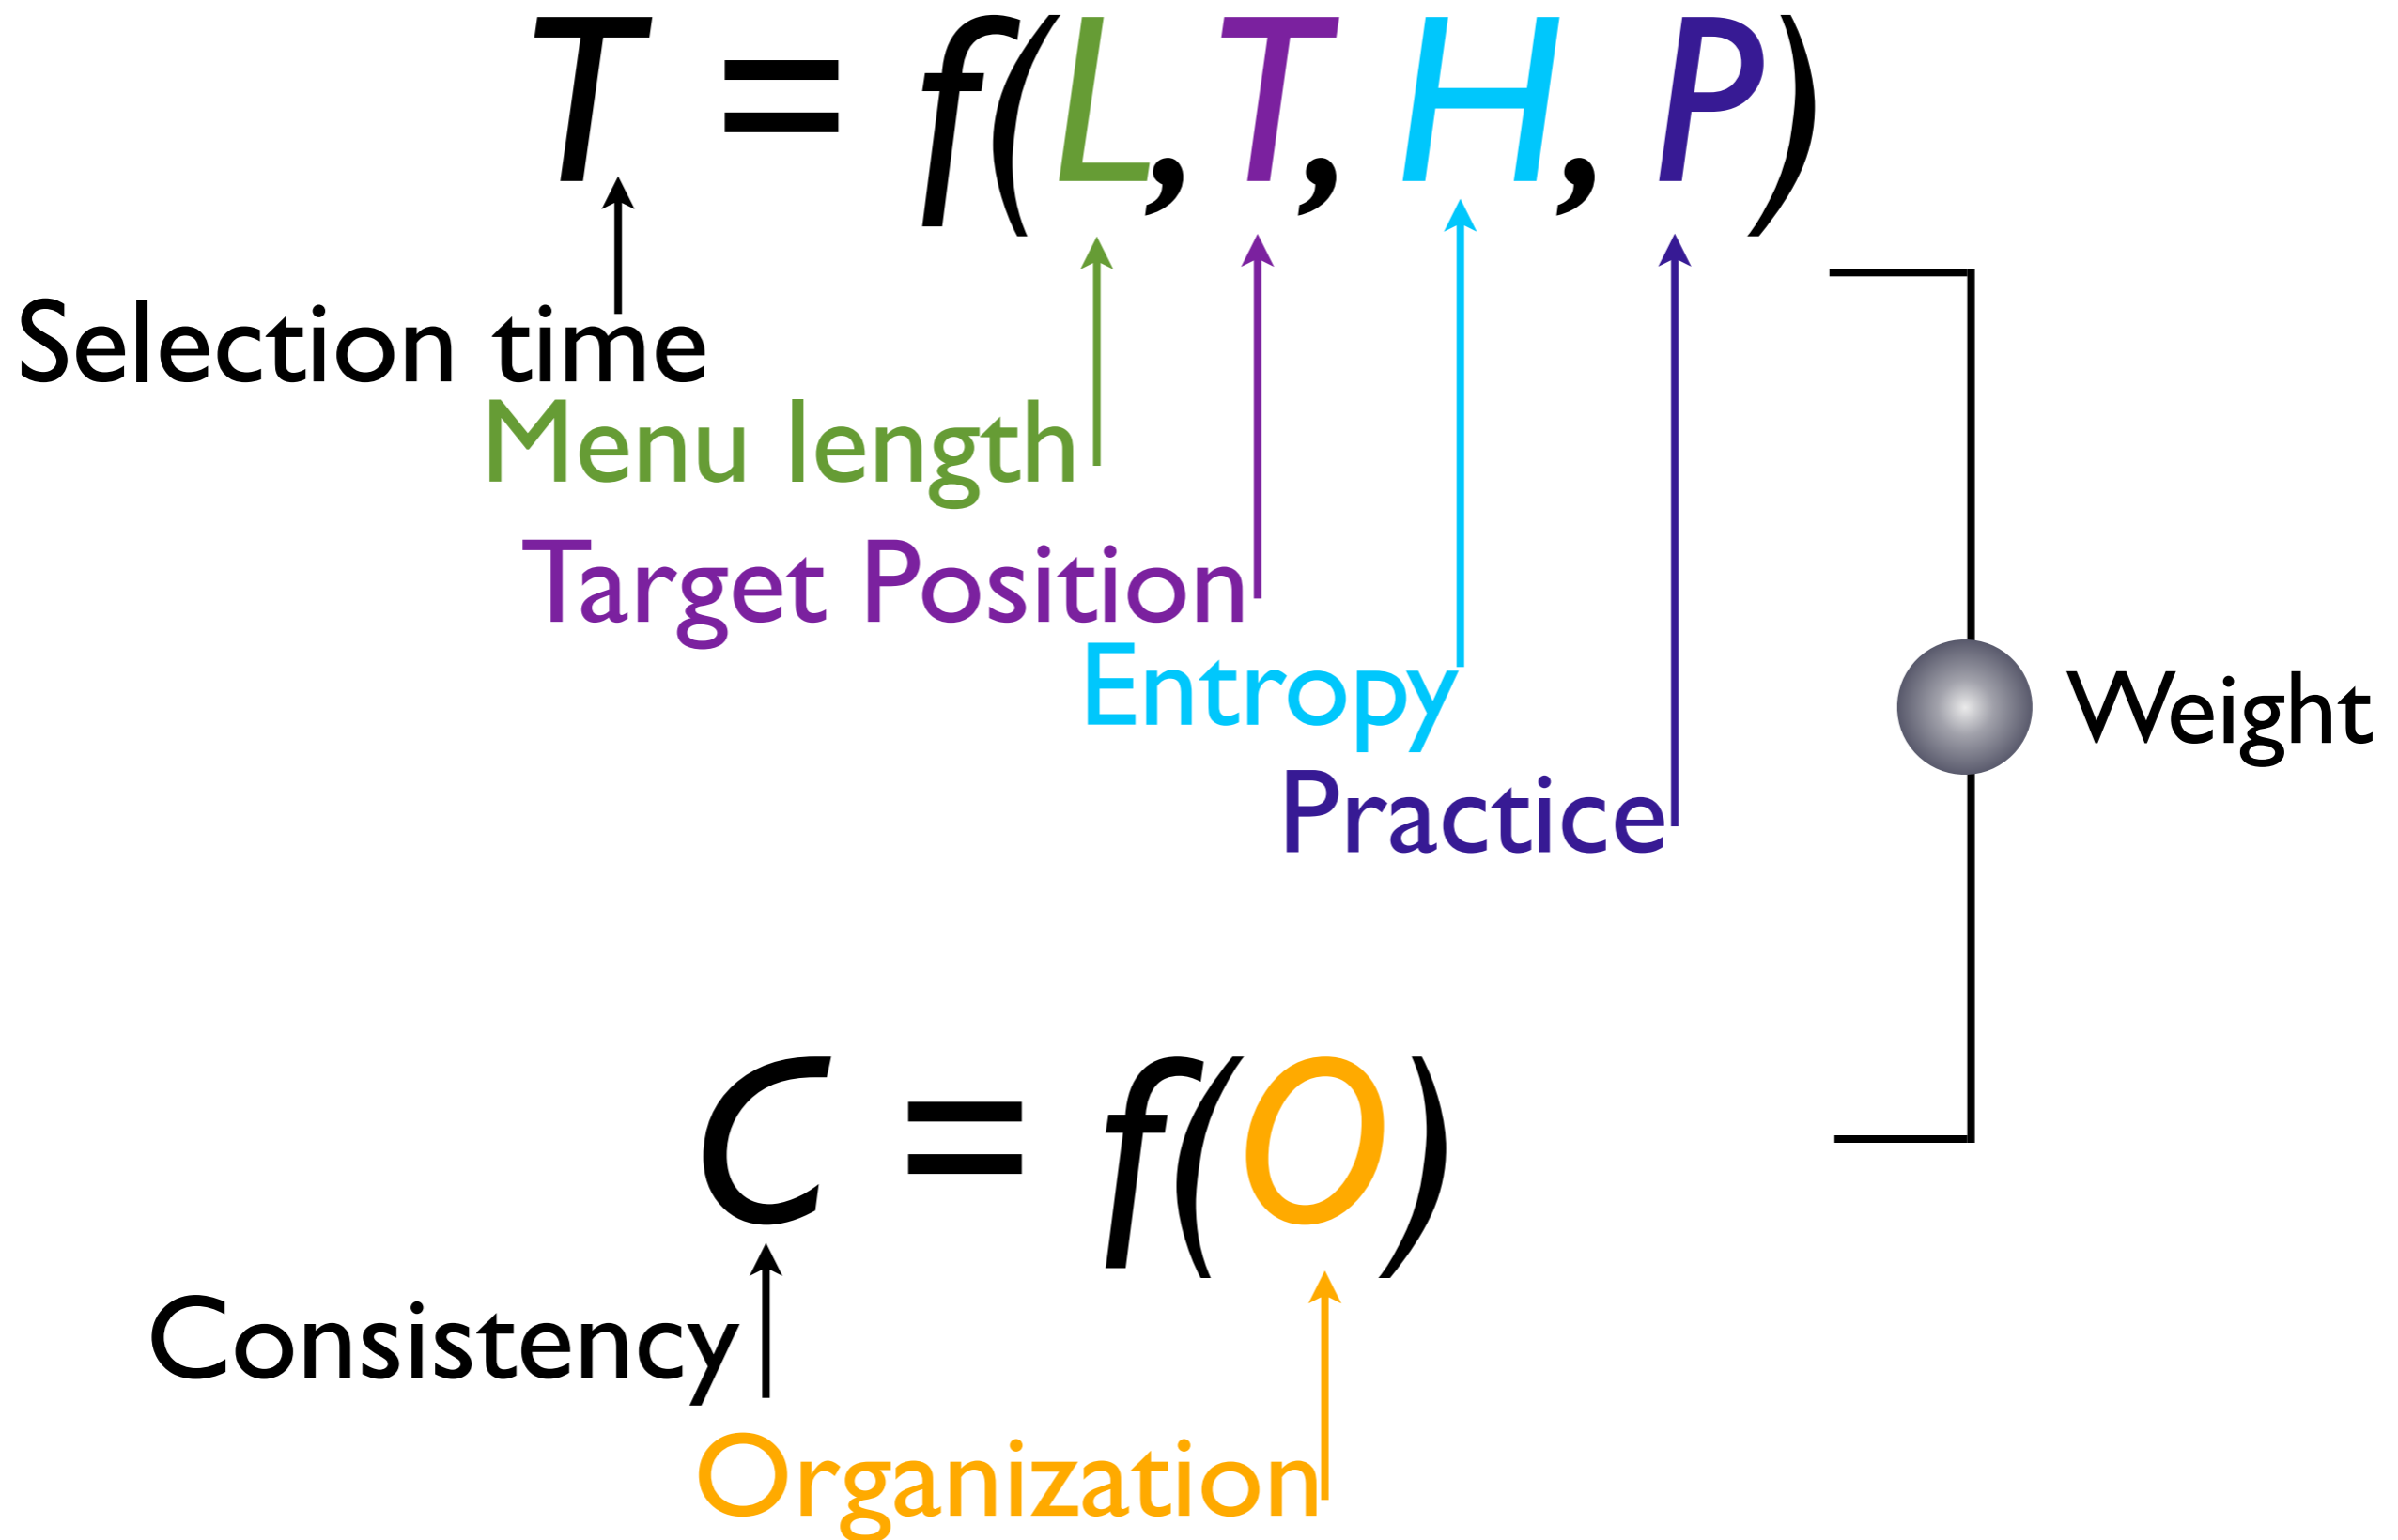 T = f(L,T, H, P)
Selection time
Menu length
Target Position
Entropy
Weight
Practice
C = f(O)
Consistency
Organization